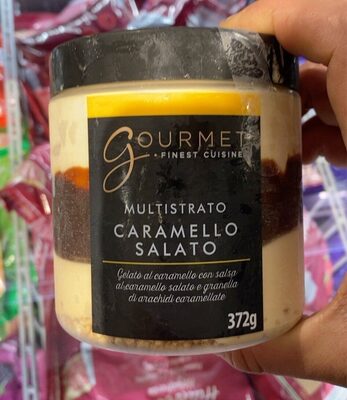 gourmet
FINEST CUISINE
MULTISTRATO
CARAMELLO
SALATO
Gelato al caramello con salsa
al caramello salato e granella
di arachidi caramellate
372g